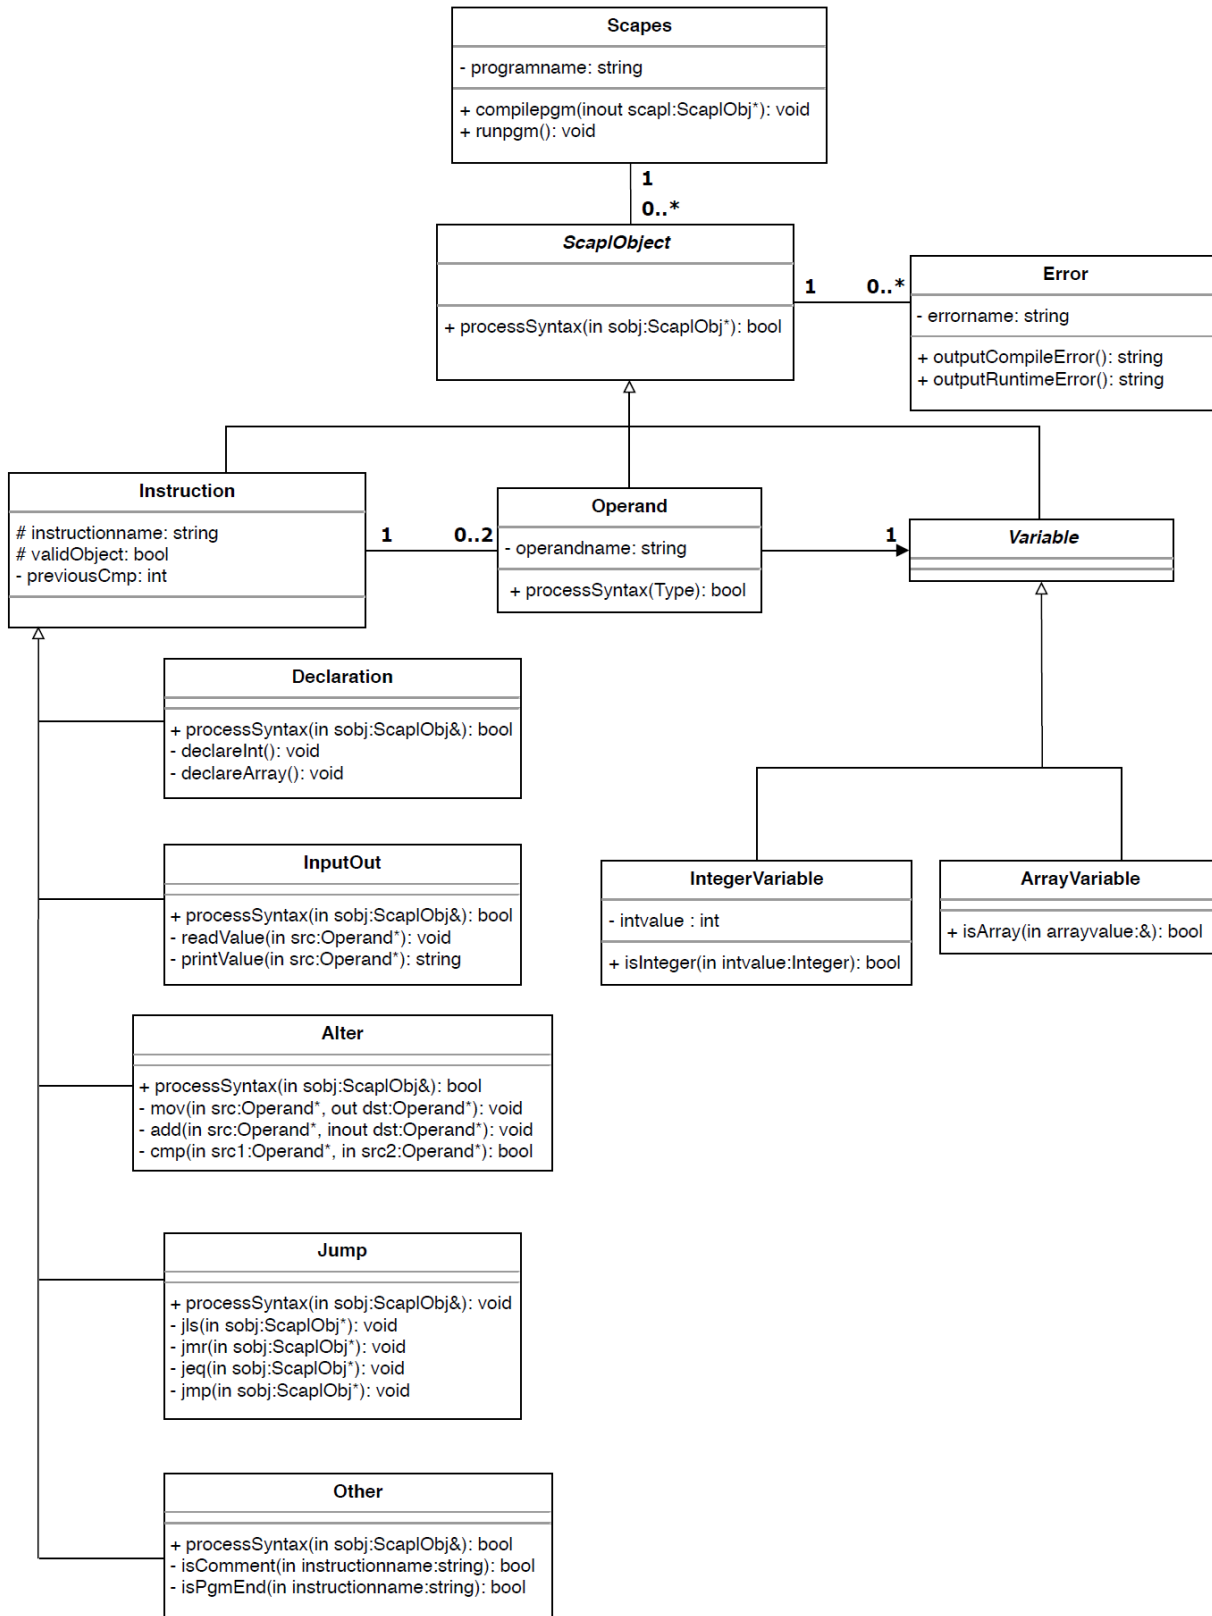 Scapes
- programname: string
+ compilepgm(inout scapl:ScaplObj*): void
+ runpgm(): void
1
0..*
ScaplObject
+ processSyntax(in sobj:ScaplObj*): bool
1 0..*
Error
- errorname: string
+ outputCompileError(): string
+ outputRuntimeError(): string
Instruction
# instructionname: string
# validObject: bool
- previousCmp: int
1 0..2
Operand
- operandname: string
+ processSyntax(Type): bool
1
Variable
Declaration
+ processSyntax(in sobj:ScaplObj&): bool
- declareInt(): void
- declareArray(): void
InputOut
+ processSyntax(in sobj:ScaplObj&): bool
- readValue(in src:Operand*): void
- printValue(in src:Operand*): string
IntegerVariable
- intvalue : int
+ isInteger(in intvalue:Integer): bool
ArrayVariable
+ isArray(in arrayvalue:&): bool
Alter
+ processSyntax(in sobj:ScaplObj&): bool
- mov(in src:Operand*, out dst:Operand*): void
- add(in src:Operand*, inout dst:Operand*): void
- cmp(in src1:Operand*, in src2:Operand*): bool
Jump
+ processSyntax(in sobj:ScaplObj&): void
- jls(in sobj:ScaplObj*): void
- jmr(in sobj:ScaplObj*): void
- jeq(in sobj:ScaplObj*): void
- jmp(in sobj:ScaplObj*): void
Other
+ processSyntax(in sobj:ScaplObj&): bool
- isComment(in instructionname:string): bool
- isPgmEnd(in instructionname:string): bool